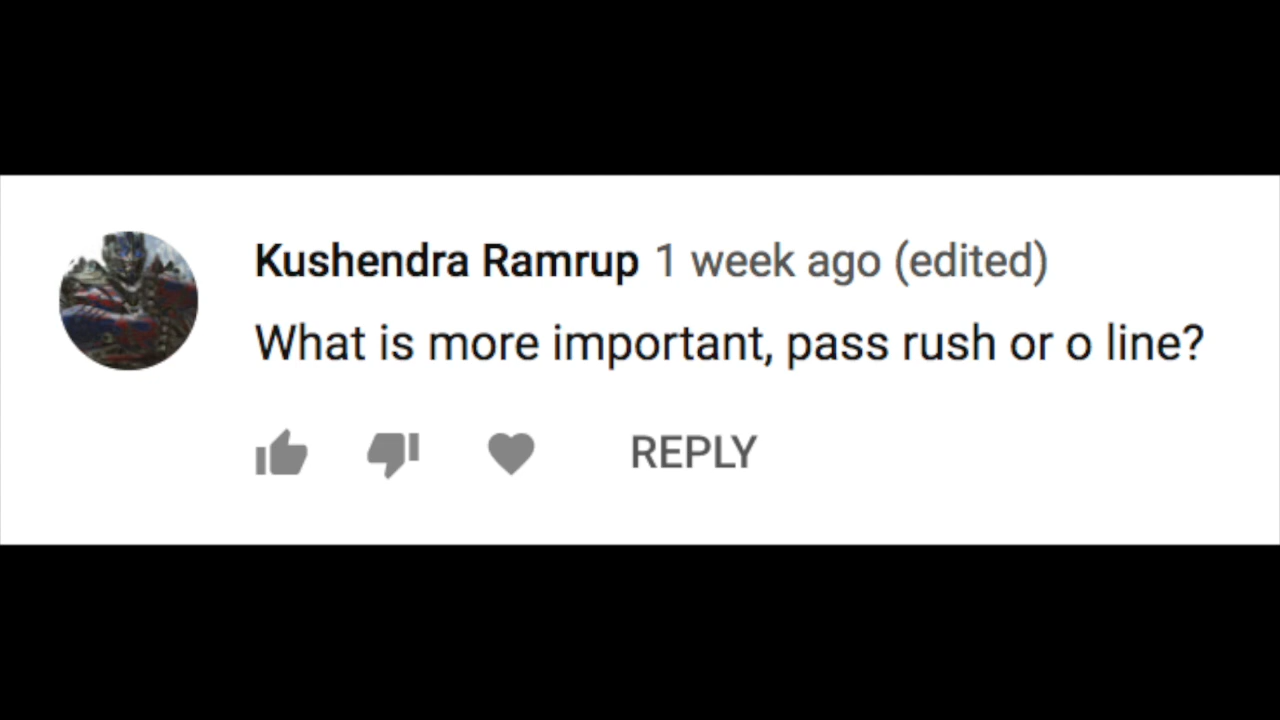 Kushendra Ramrup 1 week ago (edited)
What is more important, pass rush or o line?
REPLY